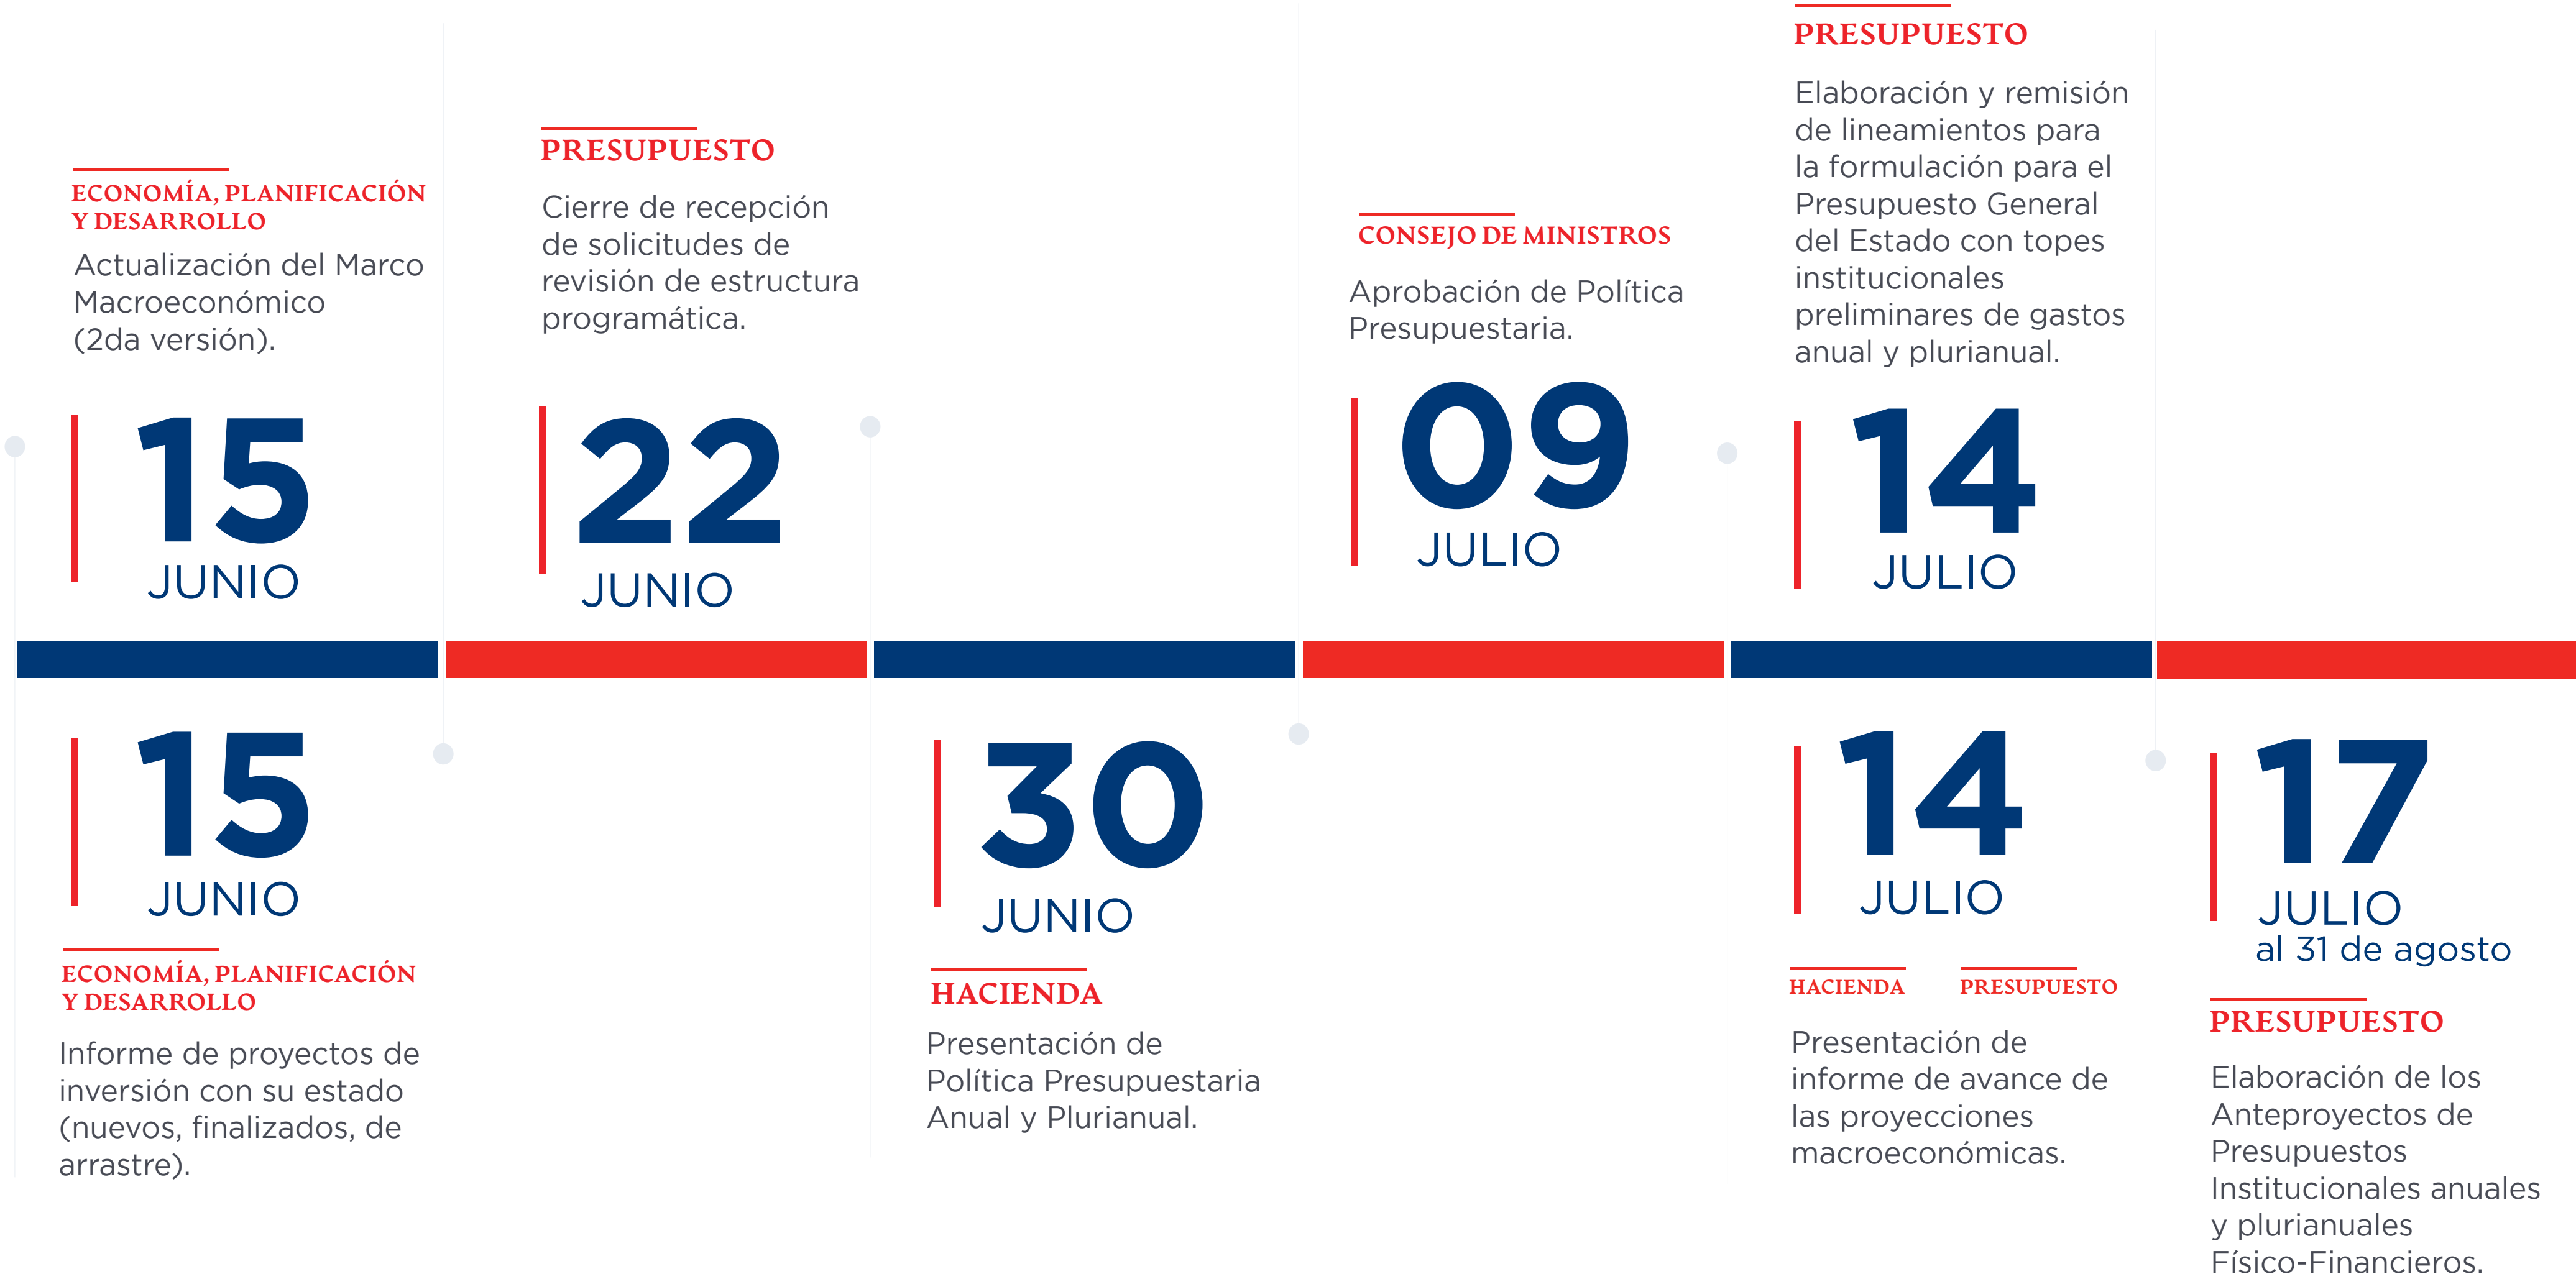 ECONOMÍA, PLANIFICACIÓN
Y DESARROLLO
Actualización del Marco
Macroeconómico
(2da versión).
15
JUNIO
PRESUPUESTO
Cierre de recepción
de solicitudes de
revisión de estructura
programática.
22
JUNIO
CONSEJO DE MINISTROS
Aprobación de Política
Presupuestaria.
09
JULIO
PRESUPUESTO
Elaboración y remisión
de lineamientos para
la formulación para el
Presupuesto General
del Estado con topes
institucionales
preliminares de gastos
anual y plurianual.
14
JULIO
15
JUNIO
ECONOMÍA, PLANIFICACIÓN
Y DESARROLLO
Informe de proyectos de
inversión con su estado
(nuevos, finalizados, de
arrastre).
30
JUNIO
HACIENDA
Presentación de
Política Presupuestaria
Anual y Plurianual.
14
JULIO
HACIENDA PRESUPUESTO
Presentación de
informe de avance de
las proyecciones
macroeconómicas.
17
JULIO
al 31 de agosto
PRESUPUESTO
Elaboración de los
Anteproyectos de
Presupuestos
Institucionales anuales
y plurianuales
Físico-Financieros.